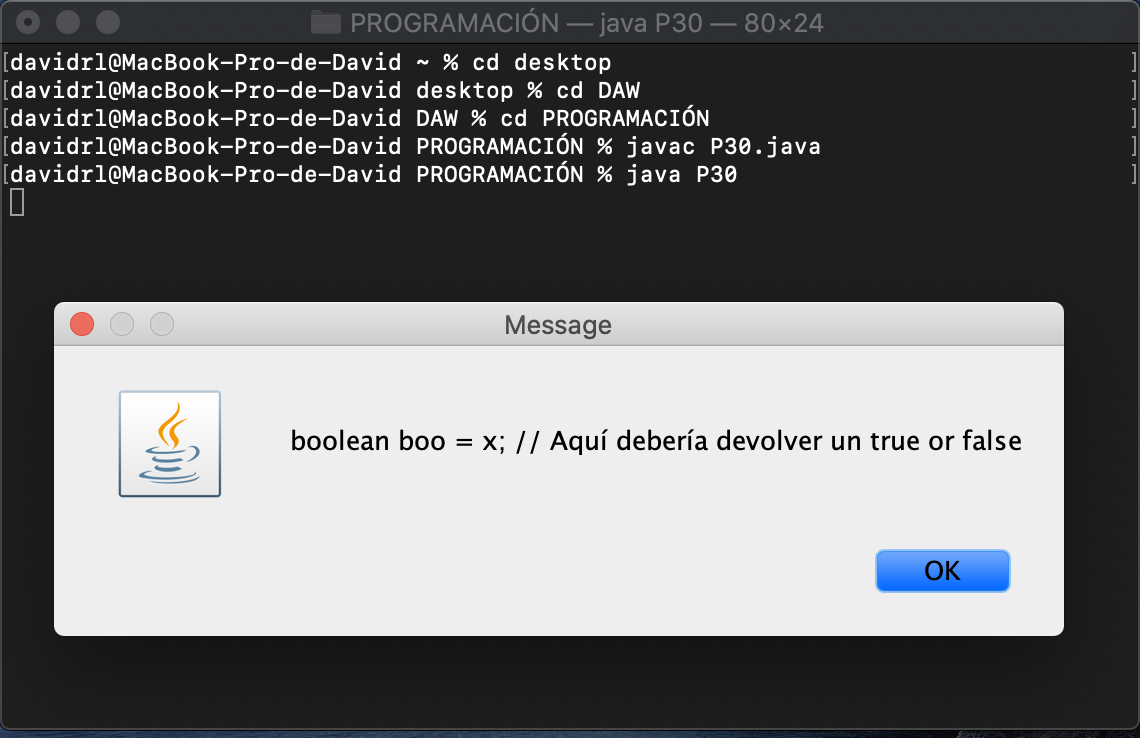 PROGRAMACIÓN — java P30 — 80×24
[davidrl@MacBook-Pro-de-David ~ % cd desktop ]
[davidrl@MacBook-Pro-de-David desktop % cd DAW ]
[davidrl@MacBook-Pro-de-David DAW % cd PROGRAMACIÓN ]
[davidrl@MacBook-Pro-de-David PROGRAMACIÓN % javac P30.java ]
[davidrl@MacBook-Pro-de-David PROGRAMACIÓN % java P30 ]
Message
boolean boo = x; // Aquí debería devolver un true or false
OK